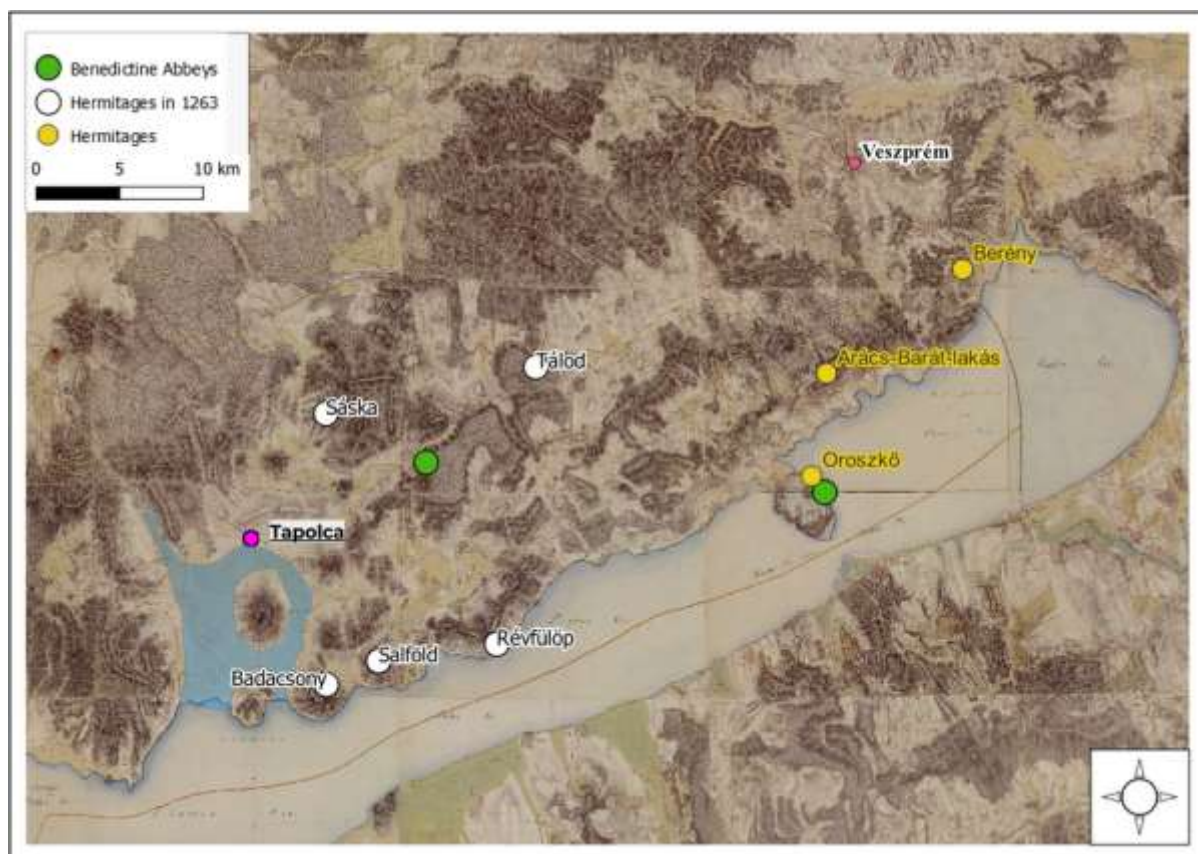 Benedictine Abbeys
Hermitages in 1263
Hermitages
0 5 10 km
Veszprém
Berény
Arács-Barát-lakás
Tálod
Sáska
Oroszkő
Tapolca
Révfülöp
Salföld
Badacsony